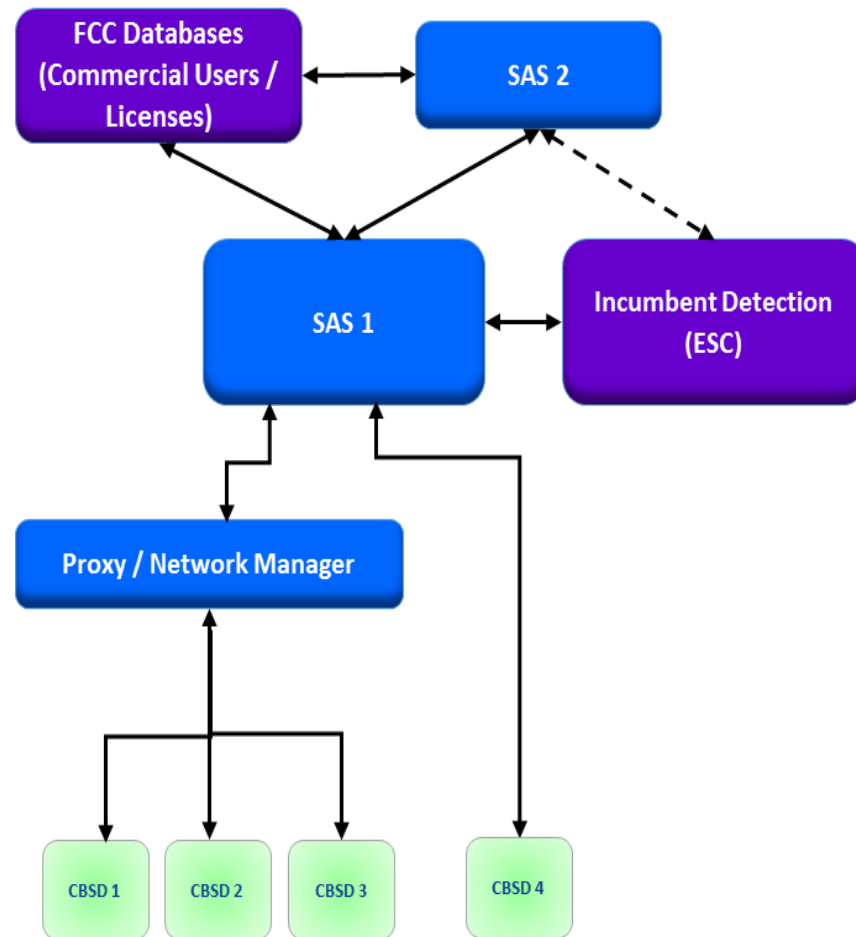 FCC Databases
(Commercial Users /
Licenses)
SAS 2
SAS 1
Incumbent Detection
(ESC)
Proxy / Network Manager
CBSD 1
CBSD 2
CBSD 3
CBSD 4